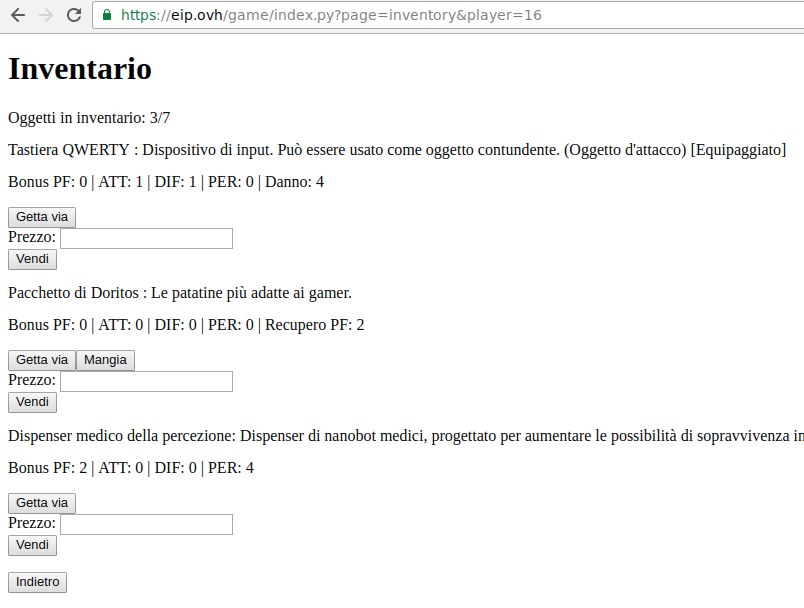 https://eip.ovh/game/index.py?page=inventory&player=16
Inventario
Oggetti in inventario: 3/7
Tastiera QWERTY : Dispositivo di input. Può essere usato come oggetto contundente. (Oggetto d'attacco) [Equipaggiato]
Bonus PF: 0 | ATT: 1 | DIF: 1 | PER: 0 | Danno: 4
Getta via
Prezzo:
Vendi
Pacchetto di Doritos : Le patatine più adatte ai gamer.
Bonus PF: 0 | ATT: 0 | DIF: 0 | PER: 0 | Recupero PF: 2
Getta via Mangia
Prezzo:
Vendi
Dispenser medico della percezione: Dispenser di nanobot medici, progettato per aumentare le possibilità di sopravvivenza in
Bonus PF: 2 | ATT: 0 | DIF: 0 | PER: 4
Getta via
Prezzo:
Vendi
Indietro